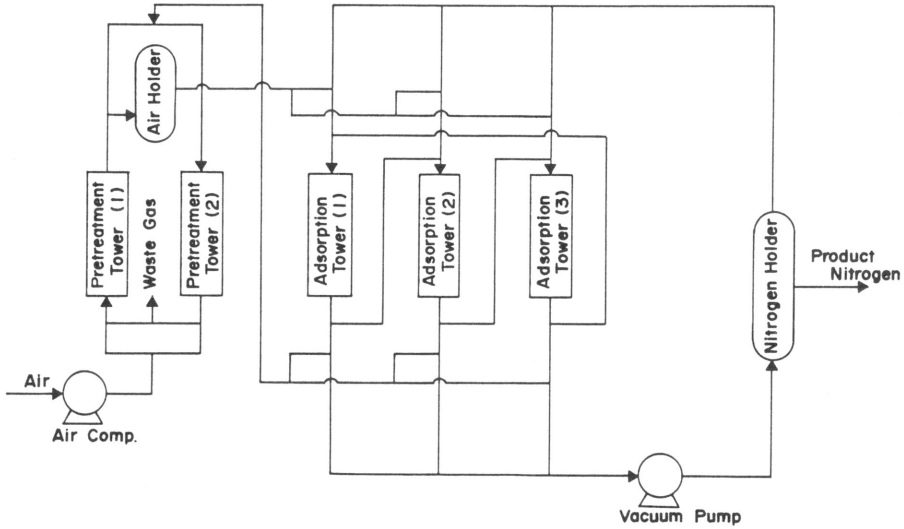 Air Holder
Pretreatment
Tower (1)
Waste Gas
Pretreatment
Tower (2)
Adsorption
Tower (1)
Adsorption
Tower (2)
Adsorption
Tower (3)
Nitrogen Holder
Product
Nitrogen
Air
Air Comp.
Vacuum Pump